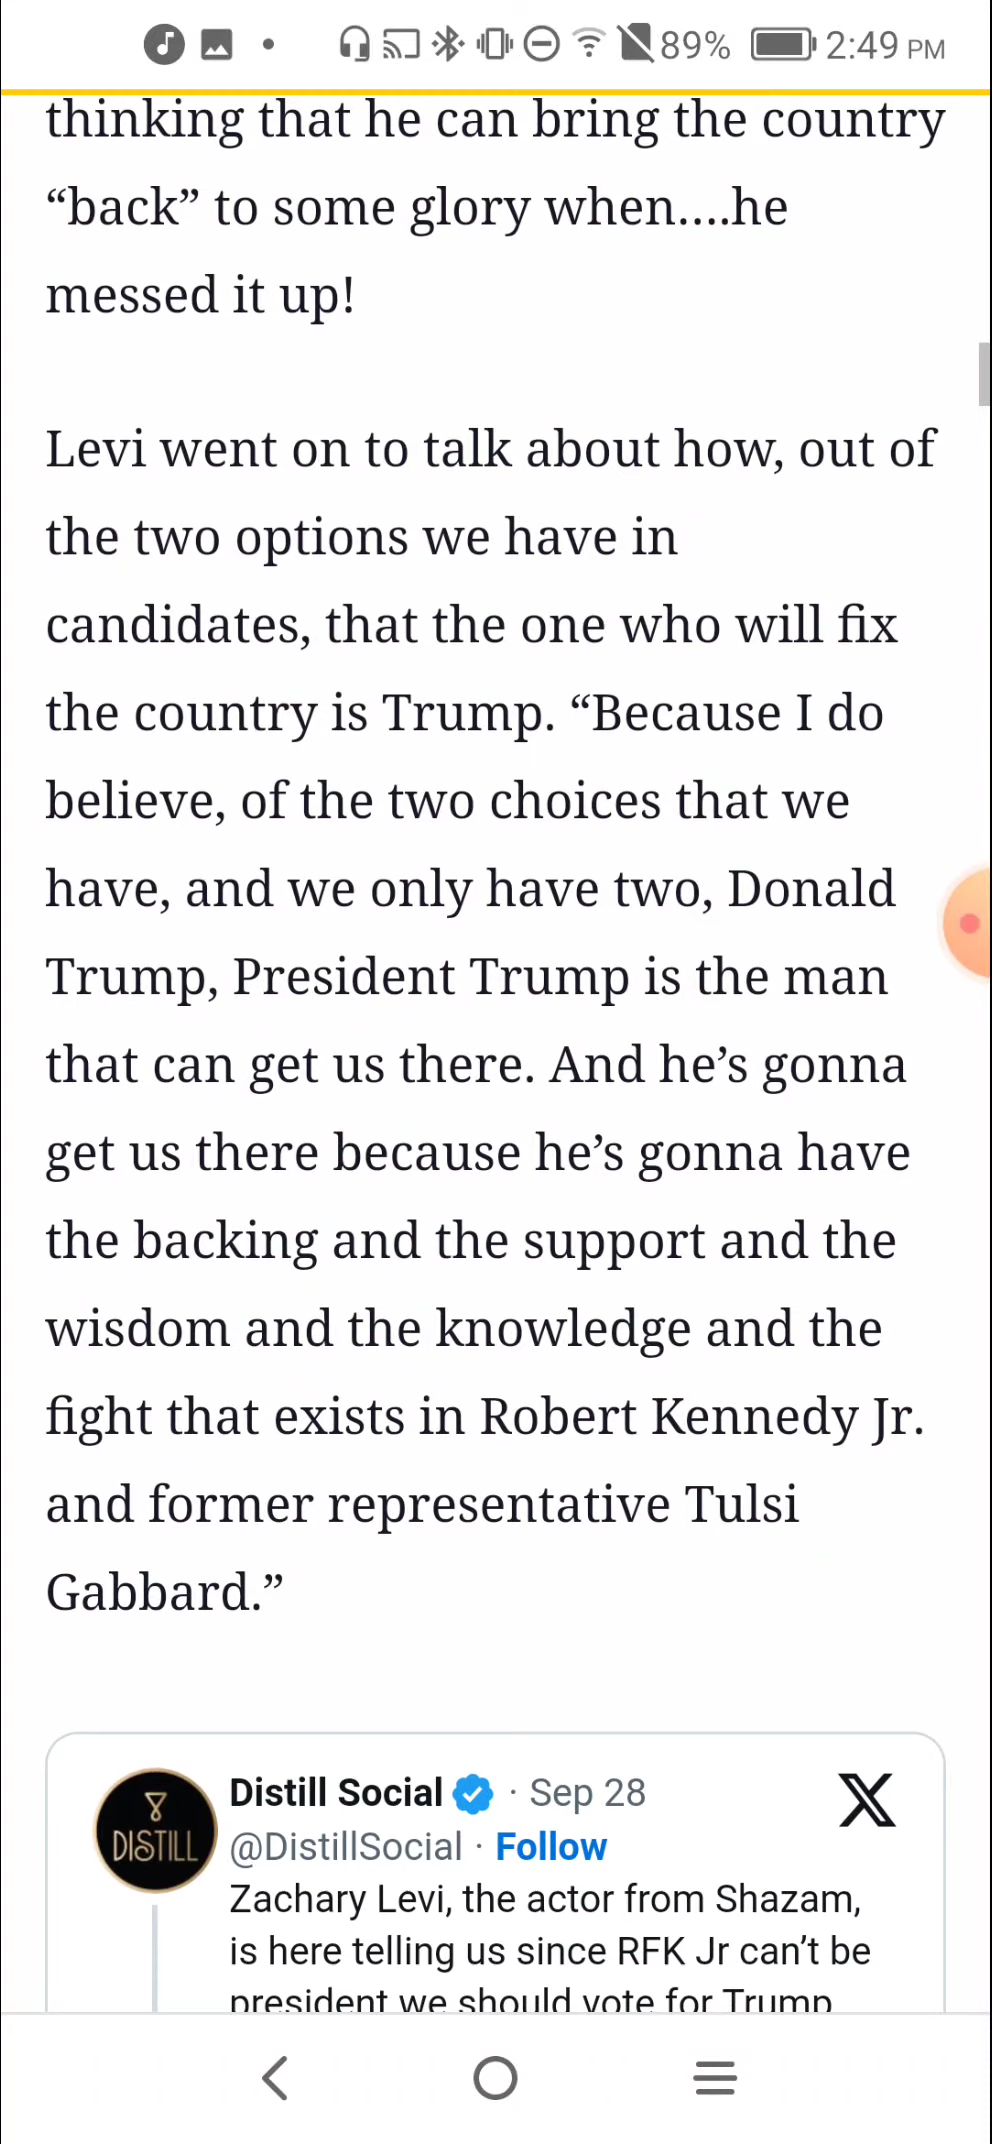 89% 2:49 PM
thinking that he can bring the country
“back” to some glory when....he
messed it up!
Levi went on to talk about how, out of
the two options we have in
candidates, that the one who will fix
the country is Trump. “Because I do
believe, of the two choices that we
have, and we only have two, Donald
Trump, President Trump is the man
that can get us there. And he’s gonna
get us there because he’s gonna have
the backing and the support and the
wisdom and the knowledge and the
fight that exists in Robert Kennedy Jr.
and former representative Tulsi
Gabbard.”
DISTILL
Distill Social · Sep 28
@DistillSocial · Follow
Zachary Levi, the actor from Shazam,
is here telling us since RFK Jr can’t be
president we should vote for Trump